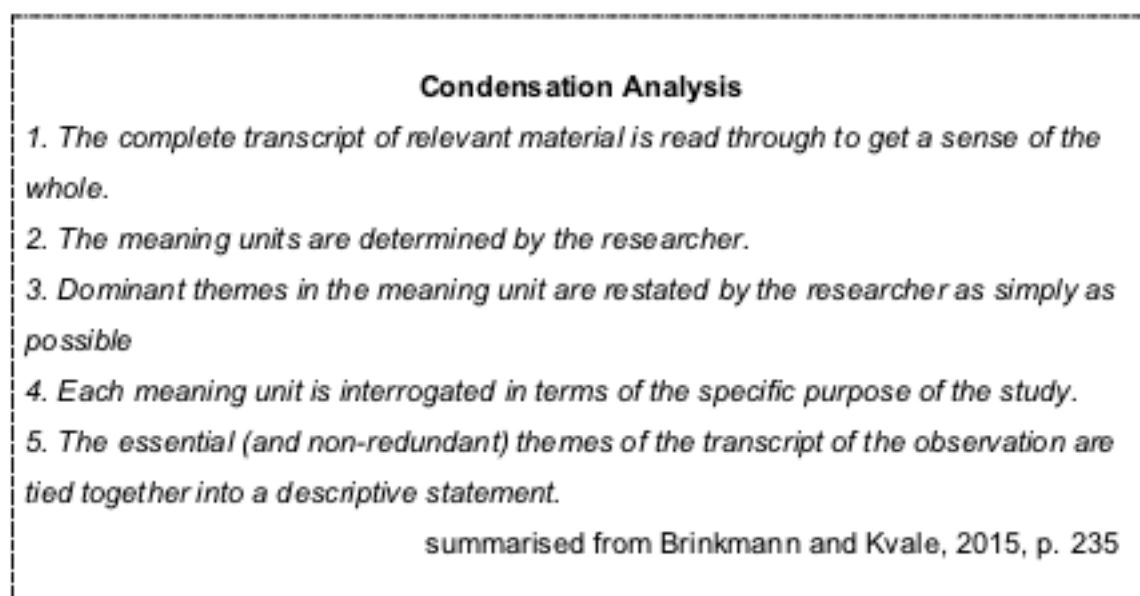 Condensation Analysis
1. The complete transcript of relevant material is read through to get a sense of the
whole.
2. The meaning units are determined by the researcher.
3. Dominant themes in the meaning unit are restated by the researcher as simply as
possible
4. Each meaning unit is interrogated in terms of the specific purpose of the study.
5. The essential (and non-redundant) themes of the transcript of the observation are
tied together into a descriptive statement.
summarised from Brinkmann and Kvale, 2015, p. 235